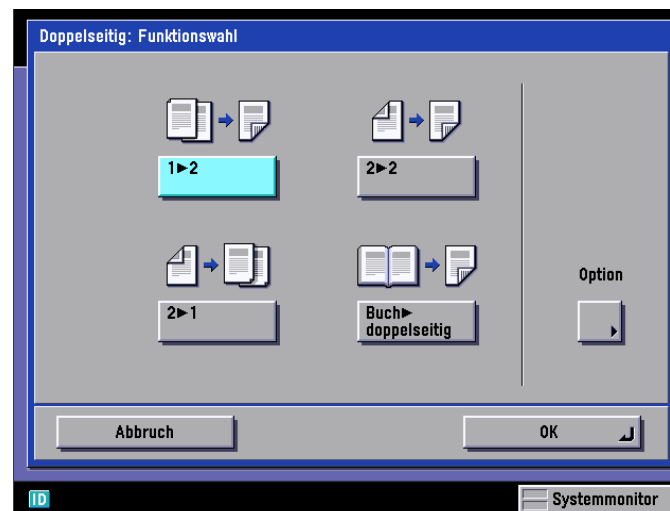 Doppelseitig: Funktionswahl
1►2
2►2
2►1
Buch►
doppelseitig
Option
Abbruch
OK
ID
Systemmonitor